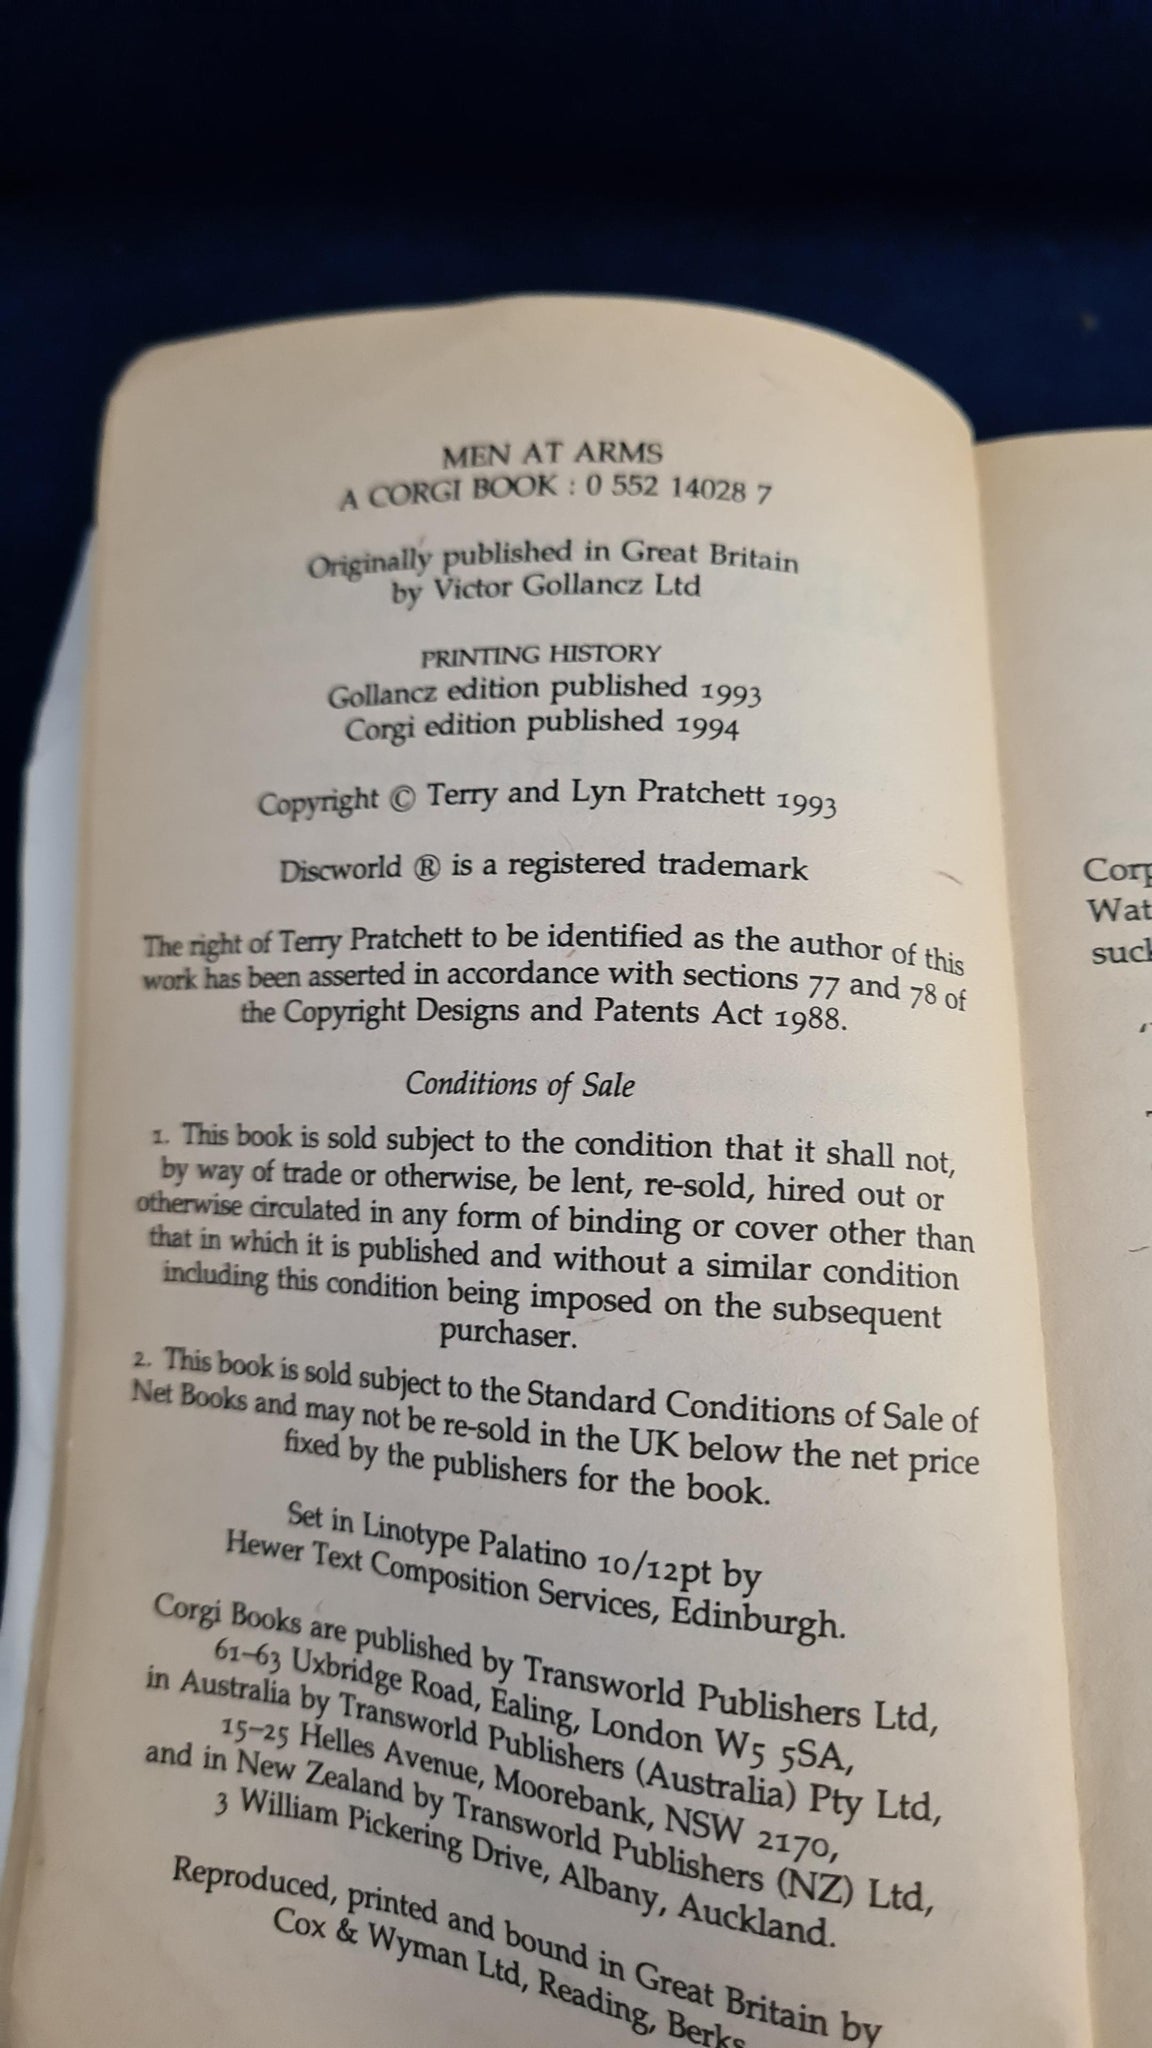 MEN AT ARMS
A CORGI BOOK : 0 552 14028 7
Originally published in Great Britain
by Victor Gollancz Ltd
PRINTING HISTORY
Gollancz edition published 1993
Corgi edition published 1994
Copyright © Terry and Lyn Pratchett 1993
Discworld ® is a registered trademark
The right of Terry Pratchett to be identified as the author of this
work has been asserted in accordance with sections 77 and 78 of
the Copyright Designs and Patents Act 1988.
Conditions of Sale
1. This book is sold subject to the condition that it shall not,
by way of trade or otherwise, be lent, re-sold, hired out or
otherwise circulated in any form of binding or cover other than
that in which it is published and without a similar condition
including this condition being imposed on the subsequent
purchaser.
2. This book is sold subject to the Standard Conditions of Sale of
Net Books and may not be re-sold in the UK below the net price
fixed by the publishers for the book.
Set in Linotype Palatino 10/12pt by
Hewer Text Composition Services, Edinburgh.
Corgi Books are published by Transworld Publishers Ltd,
61–63 Uxbridge Road, Ealing, London W5 5SA,
in Australia by Transworld Publishers (Australia) Pty Ltd,
15–25 Helles Avenue, Moorebank, NSW 2170,
and in New Zealand by Transworld Publishers (NZ) Ltd,
3 William Pickering Drive, Albany, Auckland.
Reproduced, printed and bound in Great Britain by
Cox & Wyman Ltd, Reading, Berks